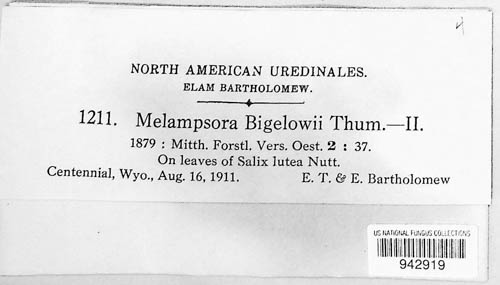 4
NORTH AMERICAN UREDINALES.
ELAM BARTHOLOMEW.
1211. Melampsora Bigelowii Thum.—II.
1879 : Mitth. Forstl. Vers. Oest. 2 : 37.
On leaves of Salix lutea Nutt.
Centennial, Wyo., Aug. 16, 1911. E. T. & E. Bartholomew
US NATIONAL FUNGUS COLLECTIONS
942919